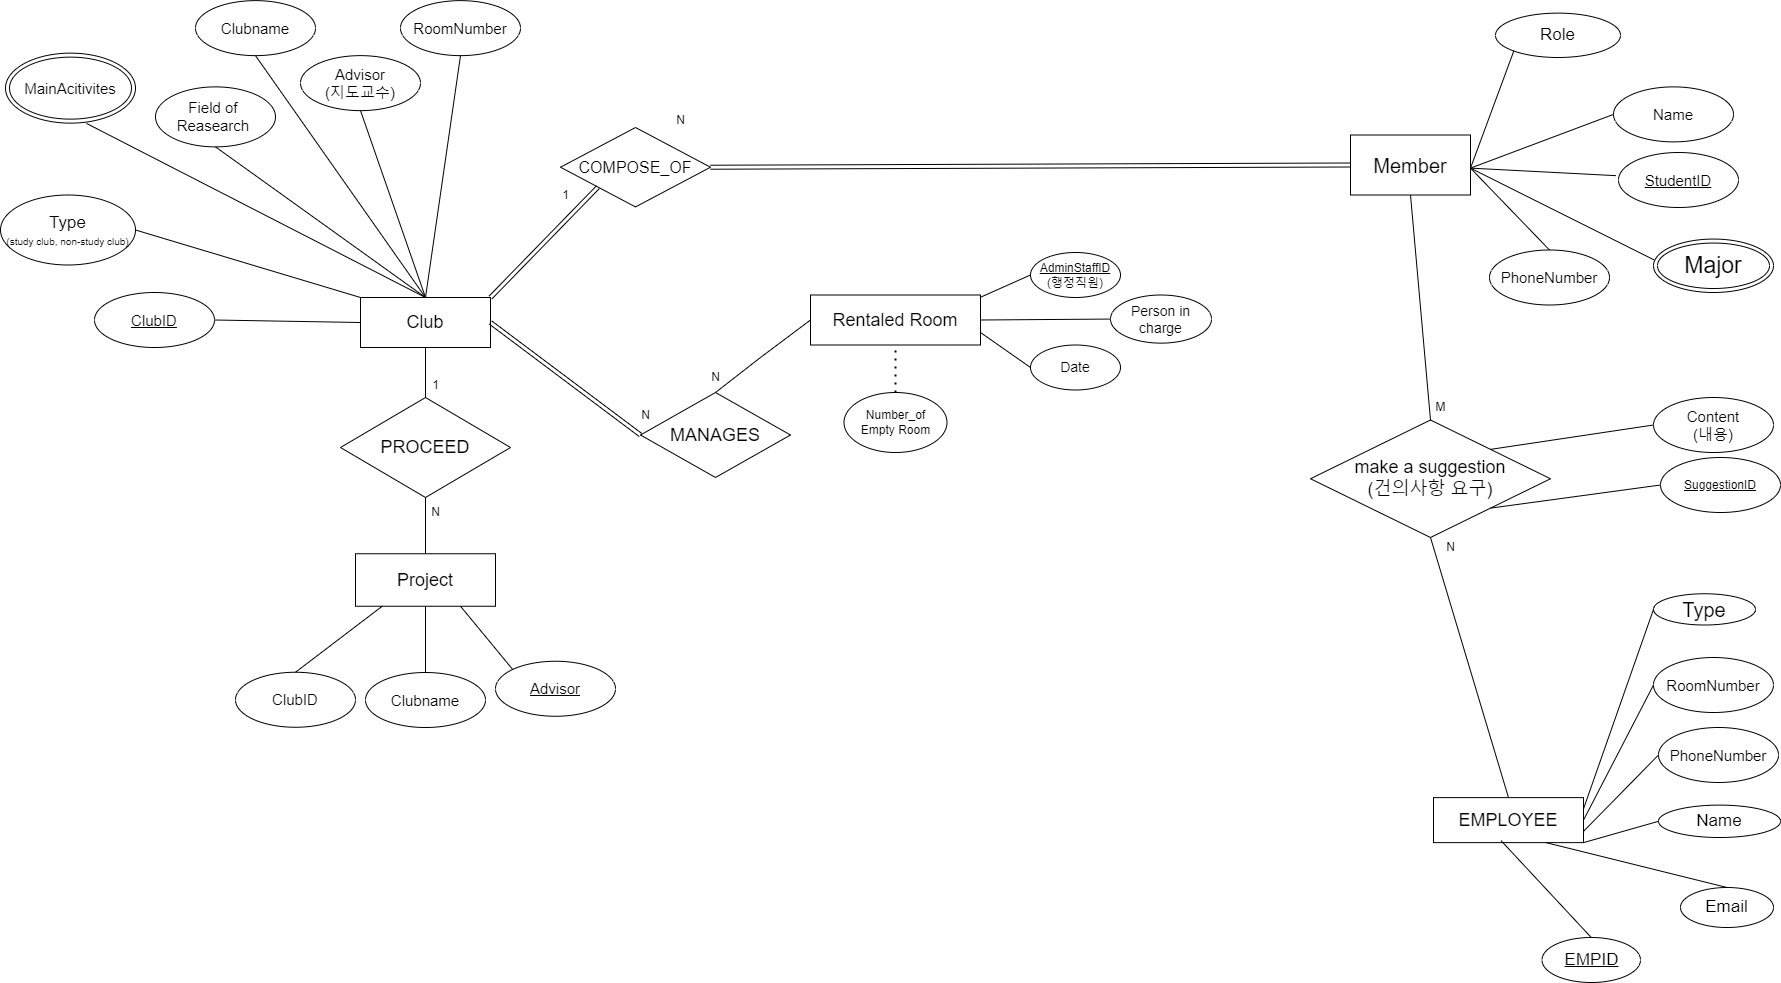 Clubname
RoomNumber
MainAcitivites
Field of
Reasearch
Advisor
(지도교수)
Type
(study club, non-study club)
ClubID
Club
N
COMPOSE_OF
1
Role
Name
Member
StudentID
Major
PhoneNumber
AdminStaffID
(행정직원)
Rentaled Room
Person in
charge
Date
Number_of
Empty Room
N
N
MANAGES
1
PROCEED
N
Project
ClubID
Clubname
Advisor
M
make a suggestion
(건의사항 요구)
Content
(내용)
SuggestionID
N
Type
RoomNumber
PhoneNumber
EMPLOYEE
Name
Email
EMPID